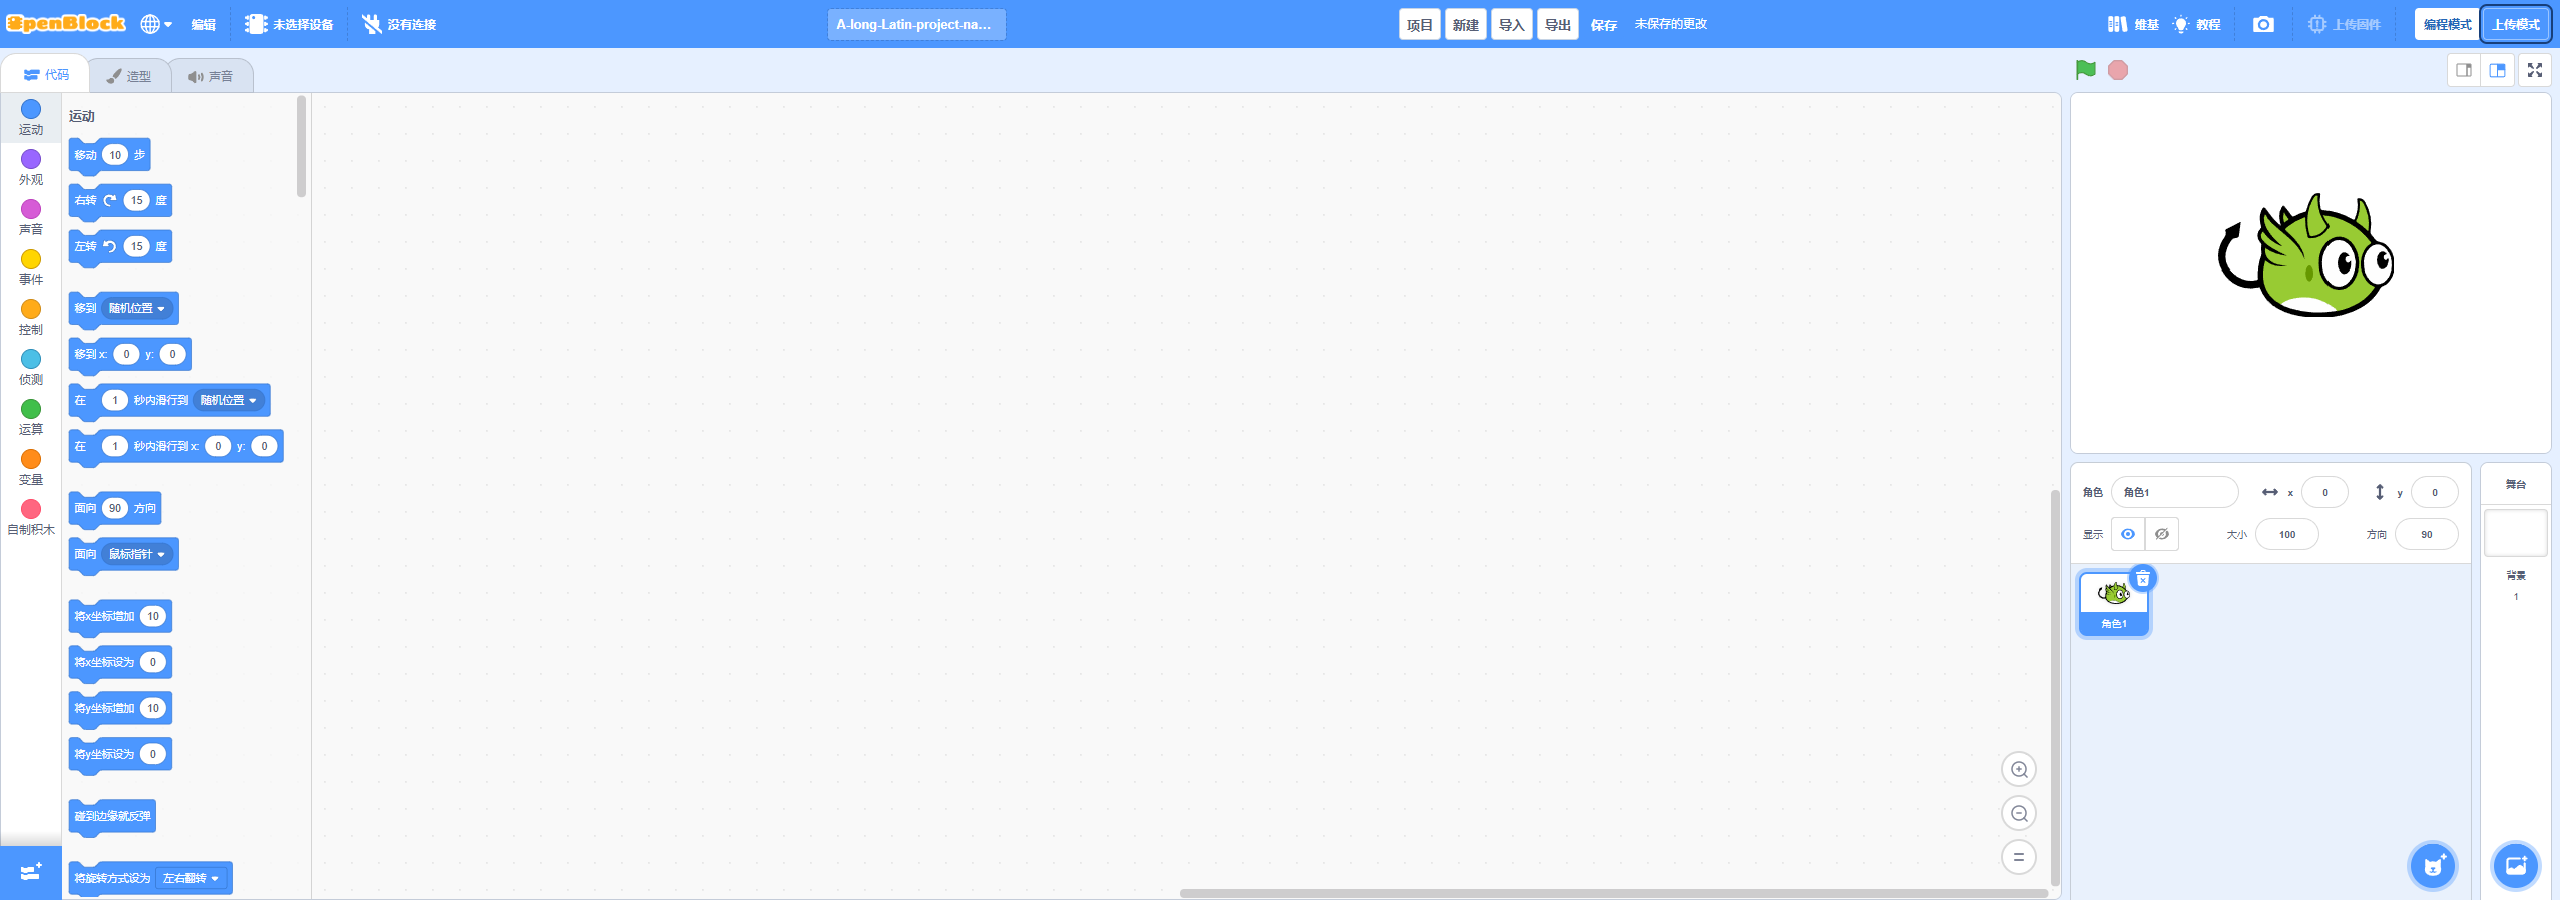 OpenBlock 编辑 未选择设备 没有连接 A-long-Latin-project-na... 项目 新建 导入 导出 保存 未保存的更改 维基 教程 上传固件 编程模式 上传模式
代码 造型 声音
运动
外观
声音
事件
控制
侦测
运算
变量
自制积木
运动
移动 10 步
右转 15 度
左转 15 度
移到 随机位置
移到 x: 0 y: 0
在 1 秒内滑行到 随机位置
在 1 秒内滑行到 x: 0 y: 0
面向 90 方向
面向 鼠标指针
将x坐标增加 10
将x坐标设为 0
将y坐标增加 10
将y坐标设为 0
碰到边缘就反弹
将旋转方式设为 左右翻转
角色 角色1 x 0 y 0
显示 大小 100 方向 90
角色1
舞台
背景
1